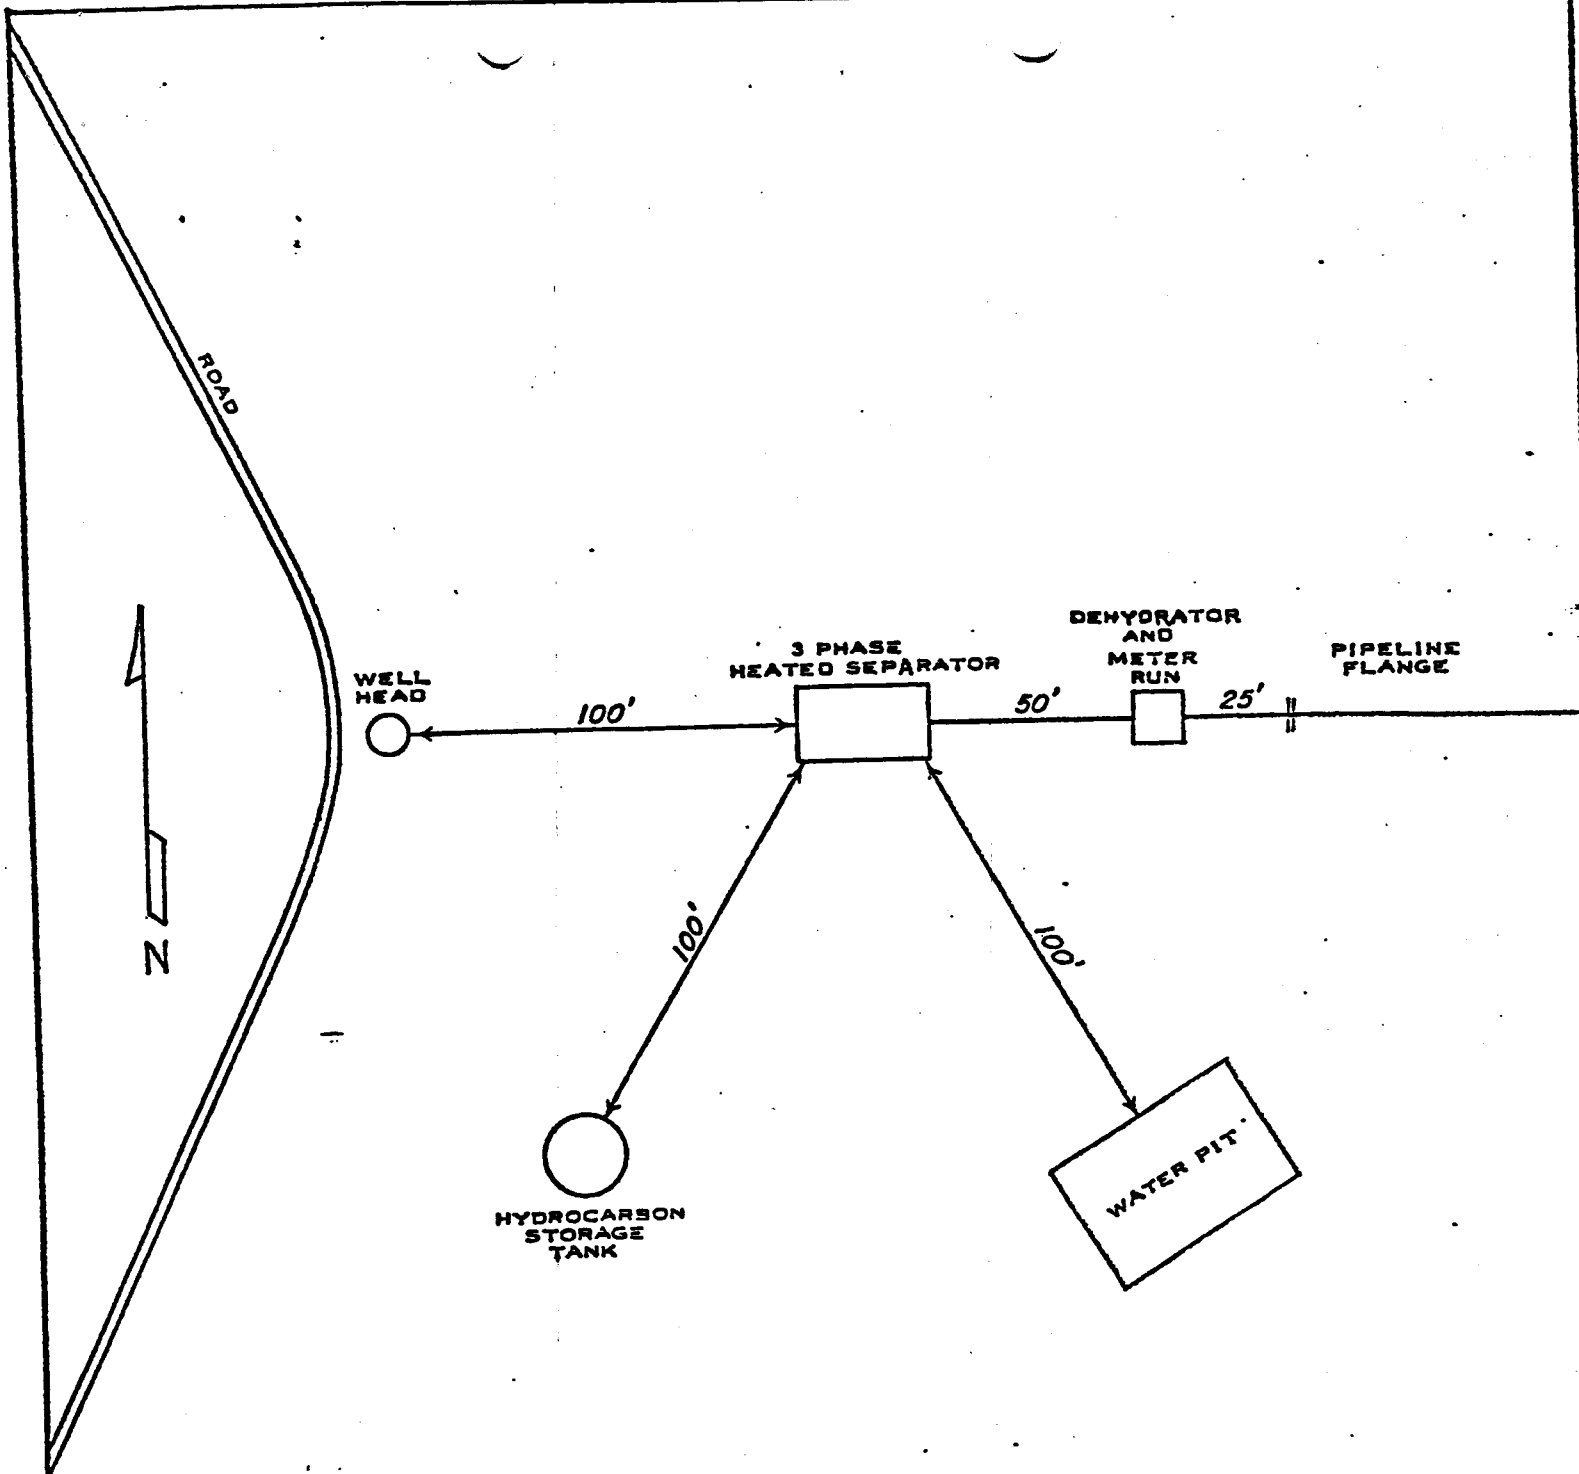 ROAD
WELL
HEAD
100'
3 PHASE
HEATED SEPARATOR
50'
DEHYDRATOR
AND
METER
RUN
25'
PIPELINE
FLANGE
100'
100'
N
HYDROCARBON
STORAGE
TANK
WATER PIT